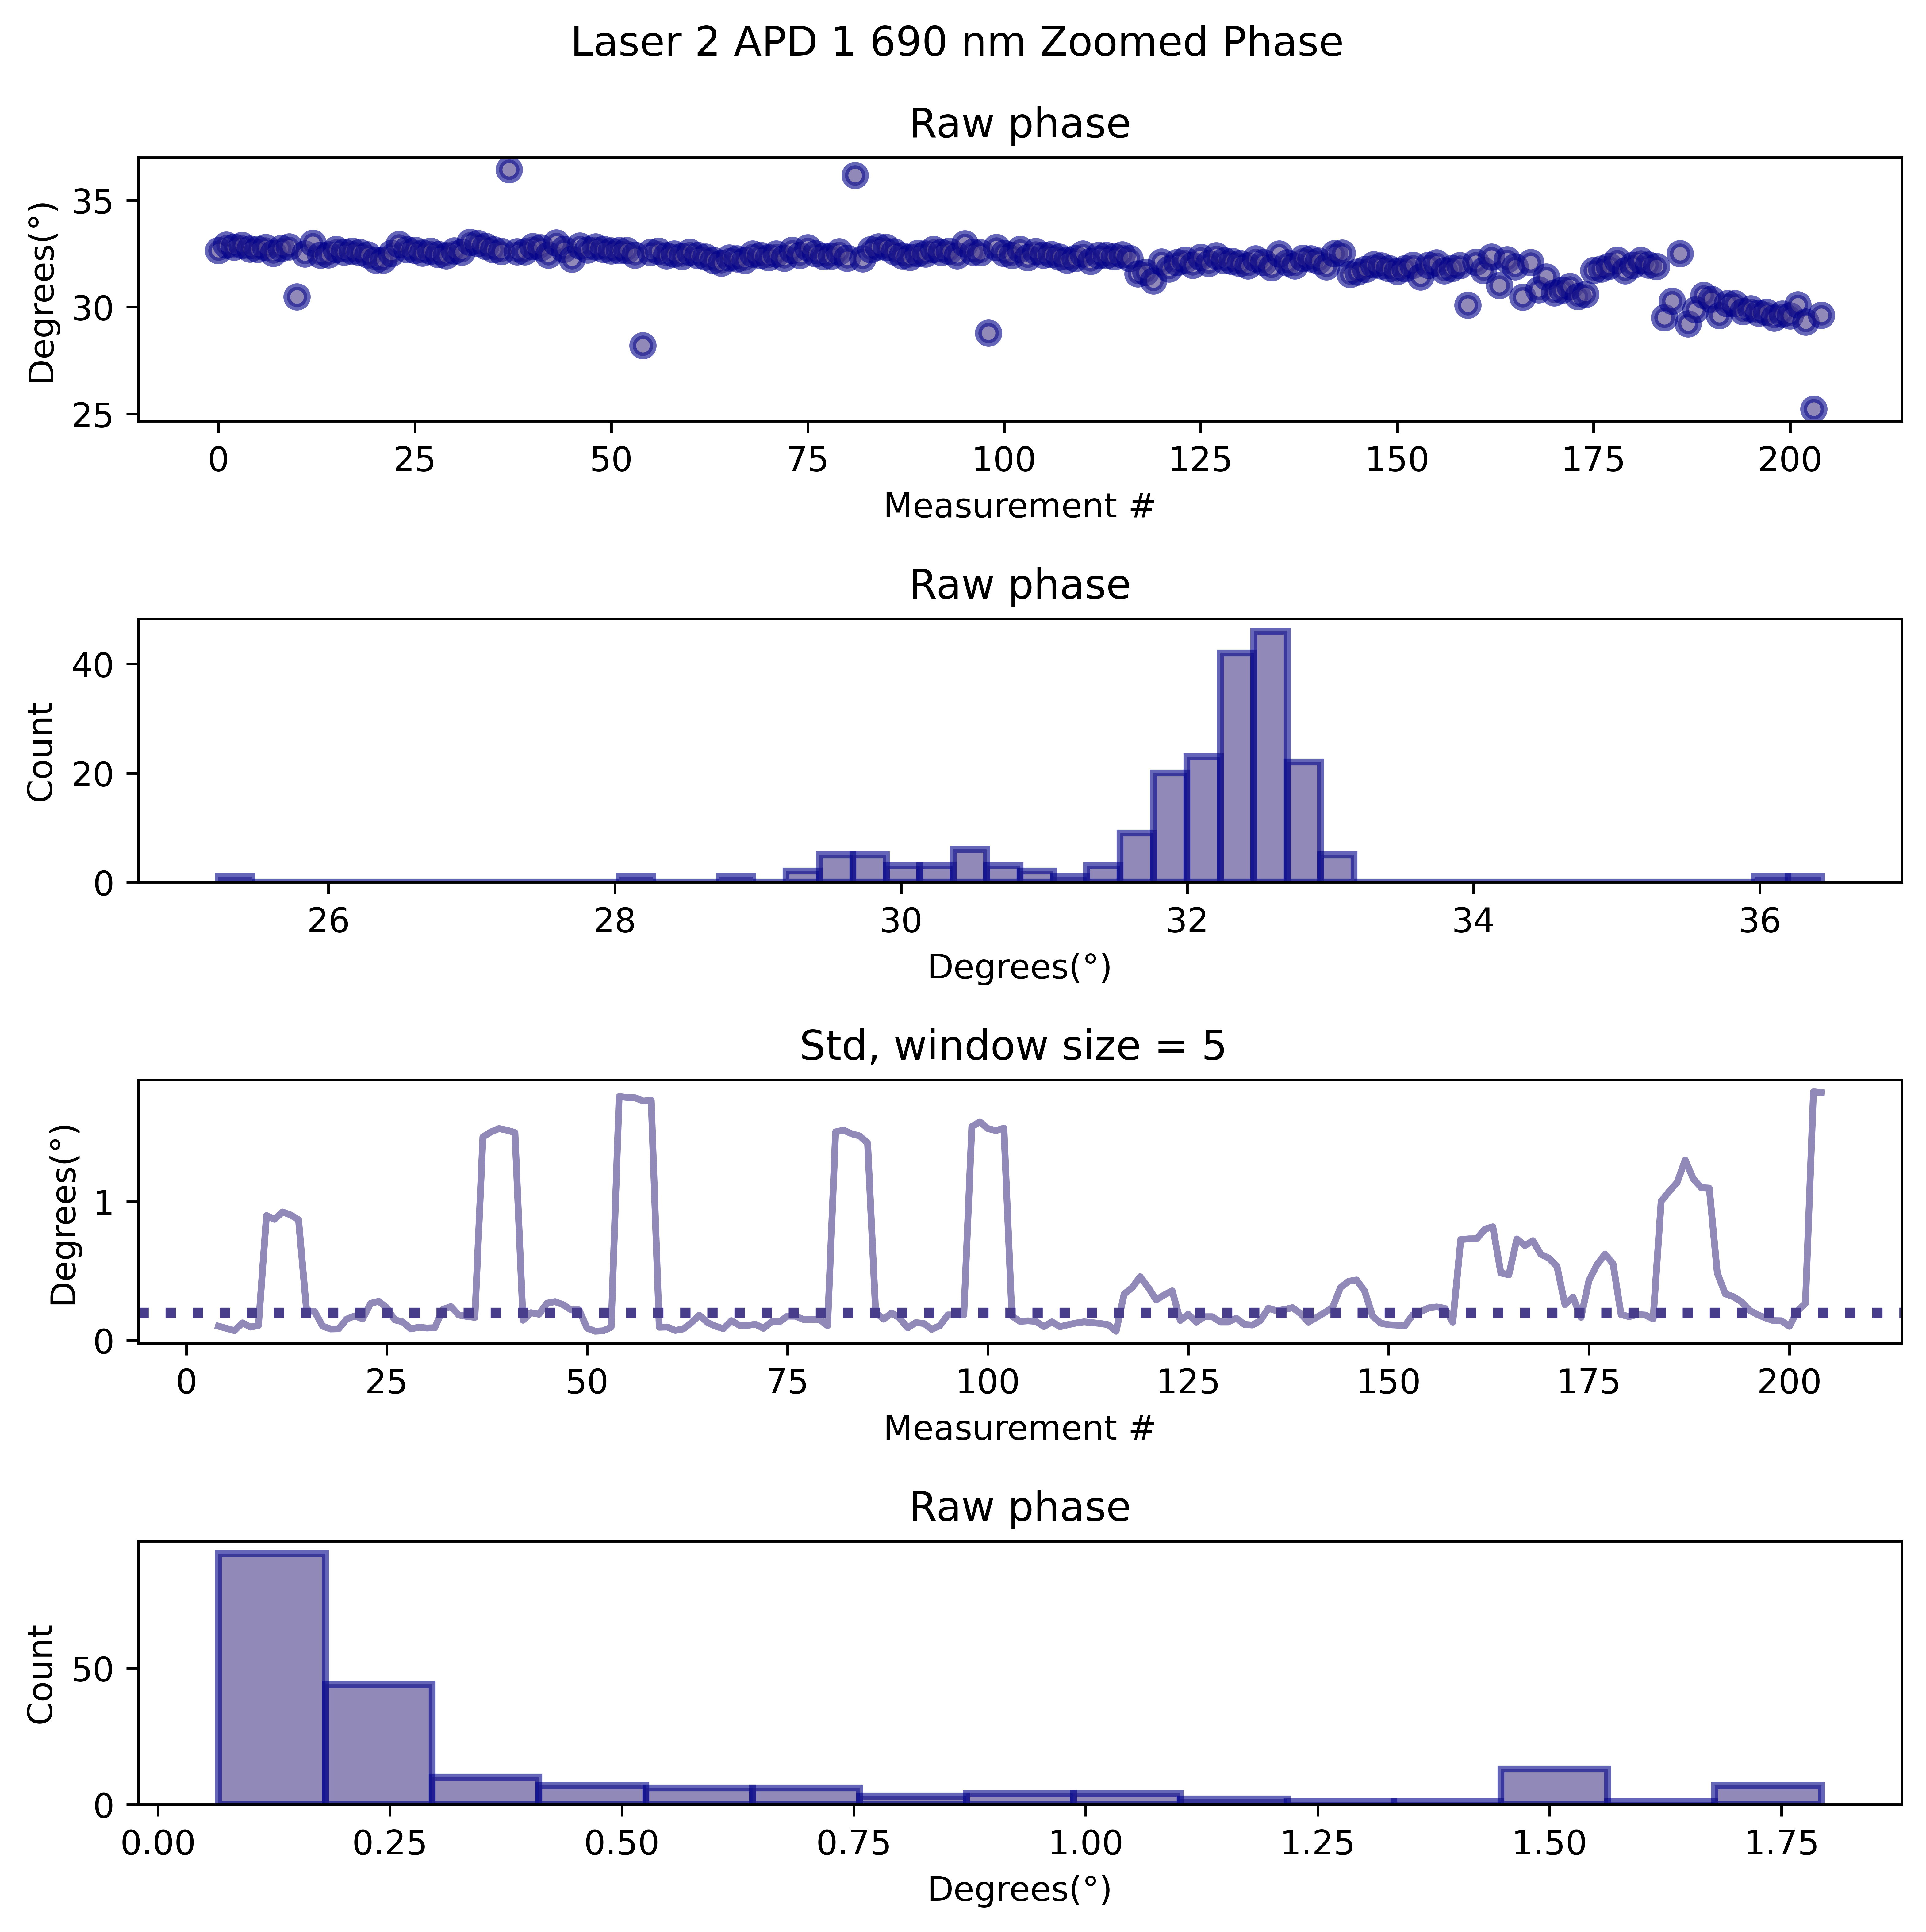 Laser 2 APD 1 690 nm Zoomed Phase
Raw phase
Degrees(°)
35
30
25
0 25 50 75 100 125 150 175 200
Measurement #
Raw phase
Count
40
20
0
26 28 30 32 34 36
Degrees(°)
Std, window size = 5
Degrees(°)
1
0
0 25 50 75 100 125 150 175 200
Measurement #
Raw phase
Count
50
0
0.00 0.25 0.50 0.75 1.00 1.25 1.50 1.75
Degrees(°)